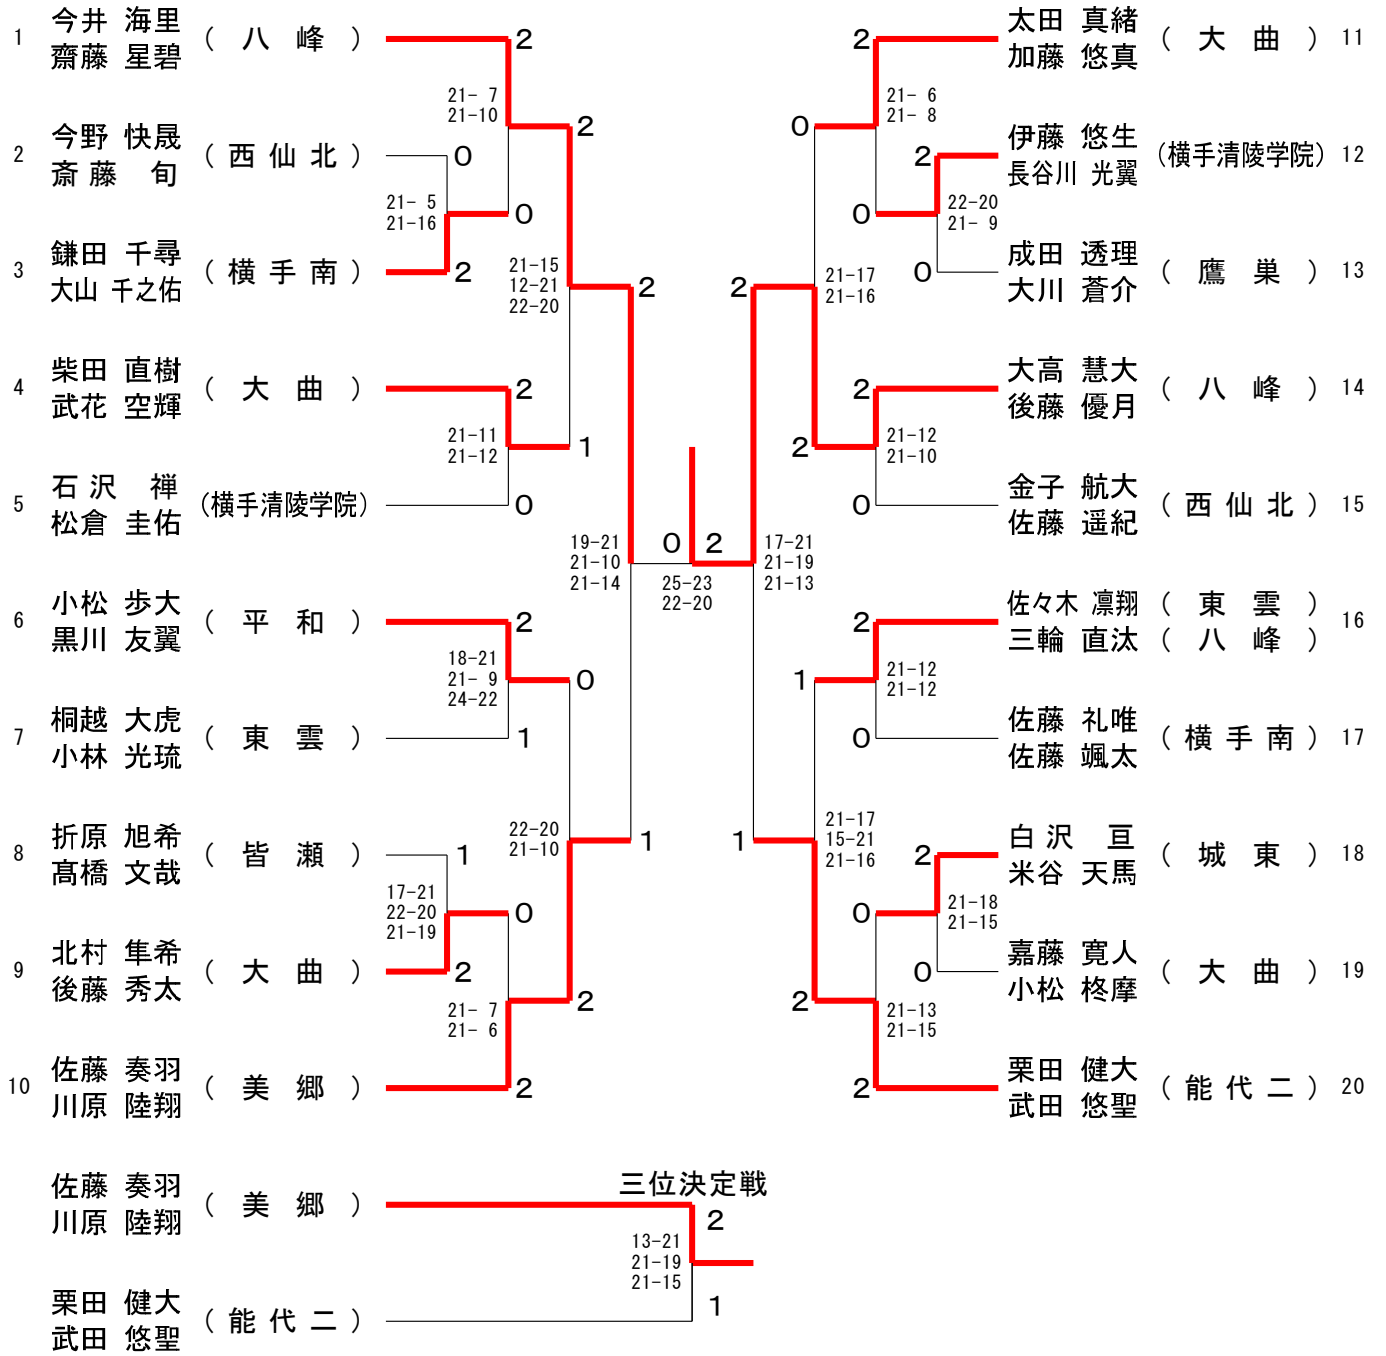 1 今井 海里 齋藤 星碧 ( 八 峰 ) 2
21- 7
21-10
2
2 今野 快晟 斎藤 旬 ( 西仙北 ) 0
21- 5
21-16
0
3 鎌田 千尋 大山 千之佑 ( 横手南 ) 2
21-15
12-21
22-20
2
4 柴田 直樹 武花 空輝 ( 大 曲 ) 2
21-11
21-12
1
5 石沢 禅 松倉 圭佑 (横手清陵学院) 0
19-21
21-10
21-14
0
6 小松 歩大 黒川 友翼 ( 平 和 ) 2
18-21
21- 9
24-22
0
7 桐越 大虎 小林 光琉 ( 東 雲 ) 1
22-20
21-10
1
8 折原 旭希 髙橋 文哉 ( 皆 瀬 ) 1
17-21
22-20
21-19
0
9 北村 隼希 後藤 秀太 ( 大 曲 ) 2
21- 7
21- 6
2
10 佐藤 奏羽 川原 陸翔 ( 美 郷 ) 2
25-23
22-20
2 太田 真緒 加藤 悠真 ( 大 曲 ) 11
21- 6
21- 8
0
2 伊藤 悠生 長谷川 光翼 (横手清陵学院) 12
22-20
21- 9
0
0 成田 透理 大川 蒼介 ( 鷹 巣 ) 13
21-17
21-16
2
2 大高 慧大 後藤 優月 ( 八 峰 ) 14
21-12
21-10
2
0 金子 航大 佐藤 遥紀 ( 西仙北 ) 15
17-21
21-19
21-13
2
2 佐々木 凛翔 ( 東 雲 ) 三輪 直汰 ( 八 峰 ) 16
21-12
21-12
1
0 佐藤 礼唯 佐藤 颯太 ( 横手南 ) 17
21-17
15-21
21-16
1
2 白沢 亘 米谷 天馬 ( 城 東 ) 18
21-18
21-15
0
0 嘉藤 寛人 小松 柊摩 ( 大 曲 ) 19
21-13
21-15
2
2 栗田 健大 武田 悠聖 ( 能代二 ) 20
三位決定戦
佐藤 奏羽 川原 陸翔 ( 美 郷 ) 2
13-21
21-19
21-15
栗田 健大 武田 悠聖 ( 能代二 ) 1